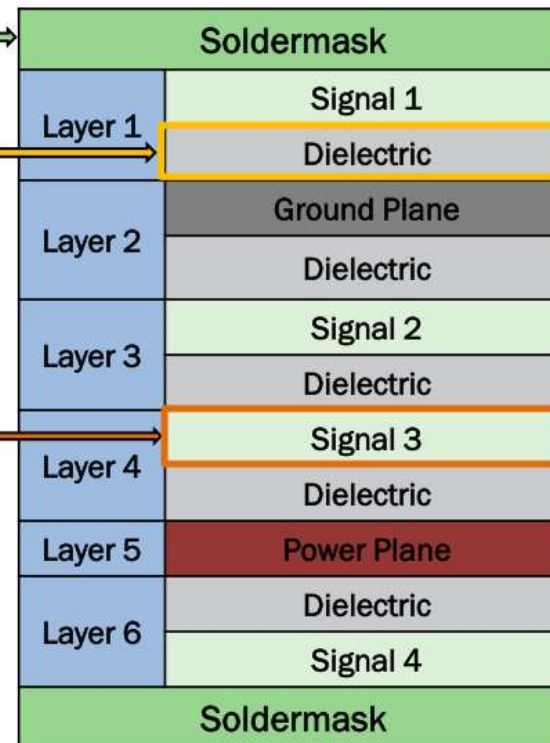 Soldermask
Layer 1
Signal 1
Dielectric
Layer 2
Ground Plane
Dielectric
Layer 3
Signal 2
Dielectric
Layer 4
Signal 3
Dielectric
Layer 5
Power Plane
Layer 6
Dielectric
Signal 4
Soldermask